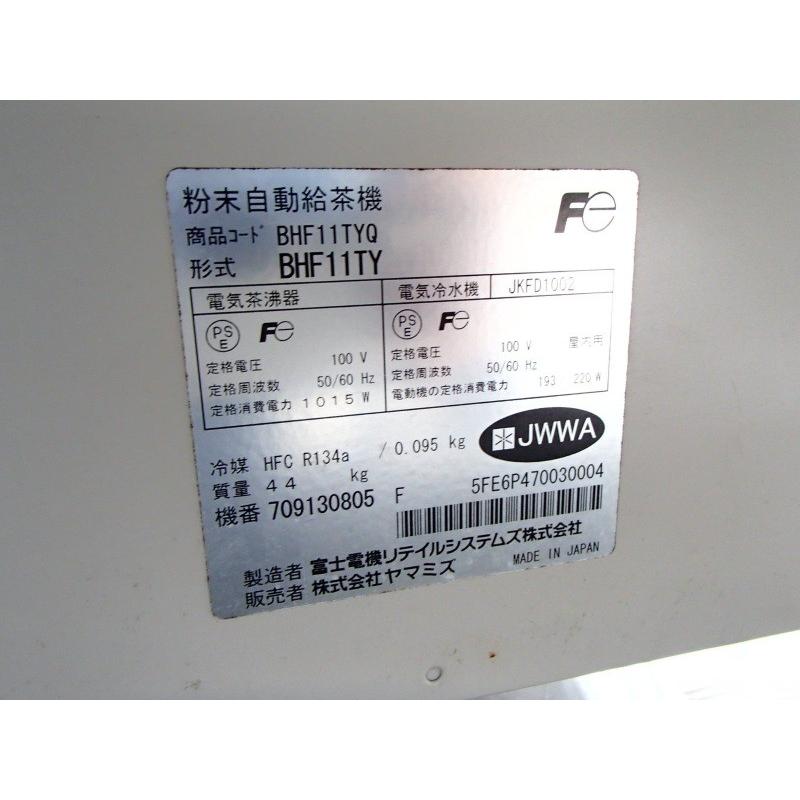 粉末自動給茶機
Fe
商品コード BHF11TYQ
形式 BHF11TY
電気茶沸器
PSE Fe
定格電圧 100 V
定格周波数 50/60 Hz
定格消費電力 1015W
電気冷水機 JKFD1002
PSE Fe
定格電圧 100 V 屋内用
定格周波数 50/60 Hz
電動機の定格消費電力 193 220 W
冷媒 HFC R134a / 0.095 kg
JWWA
質量 44 kg
機番 709130805 F
5FE6P470030004
製造者 富士電機リテイルシステムズ株式会社
販売者 株式会社ヤマミズ
MADE IN JAPAN